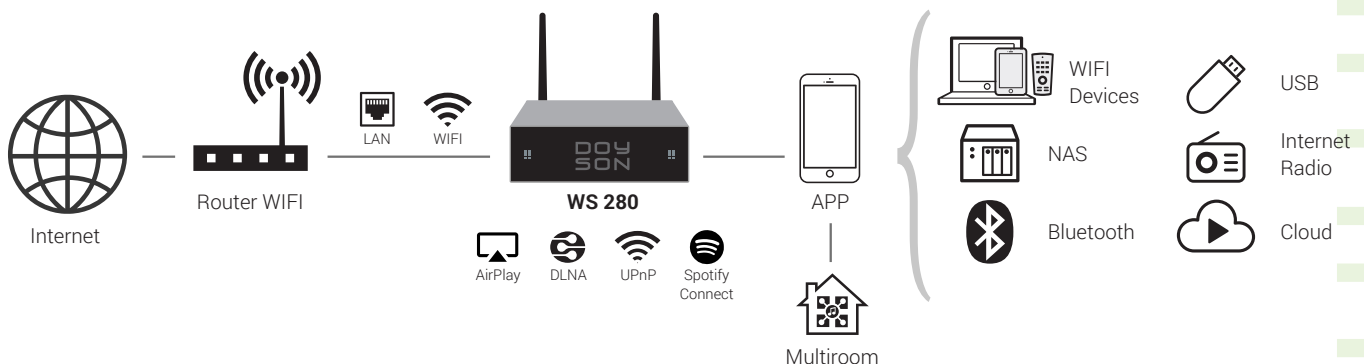 Internet
Router WIFI
LAN
WIFI
DOY
SON
WS 280
AirPlay
DLNA
UPnP
Spotify
Connect
APP
Multiroom
WIFI
Devices
USB
NAS
Internet
Radio
Bluetooth
Cloud